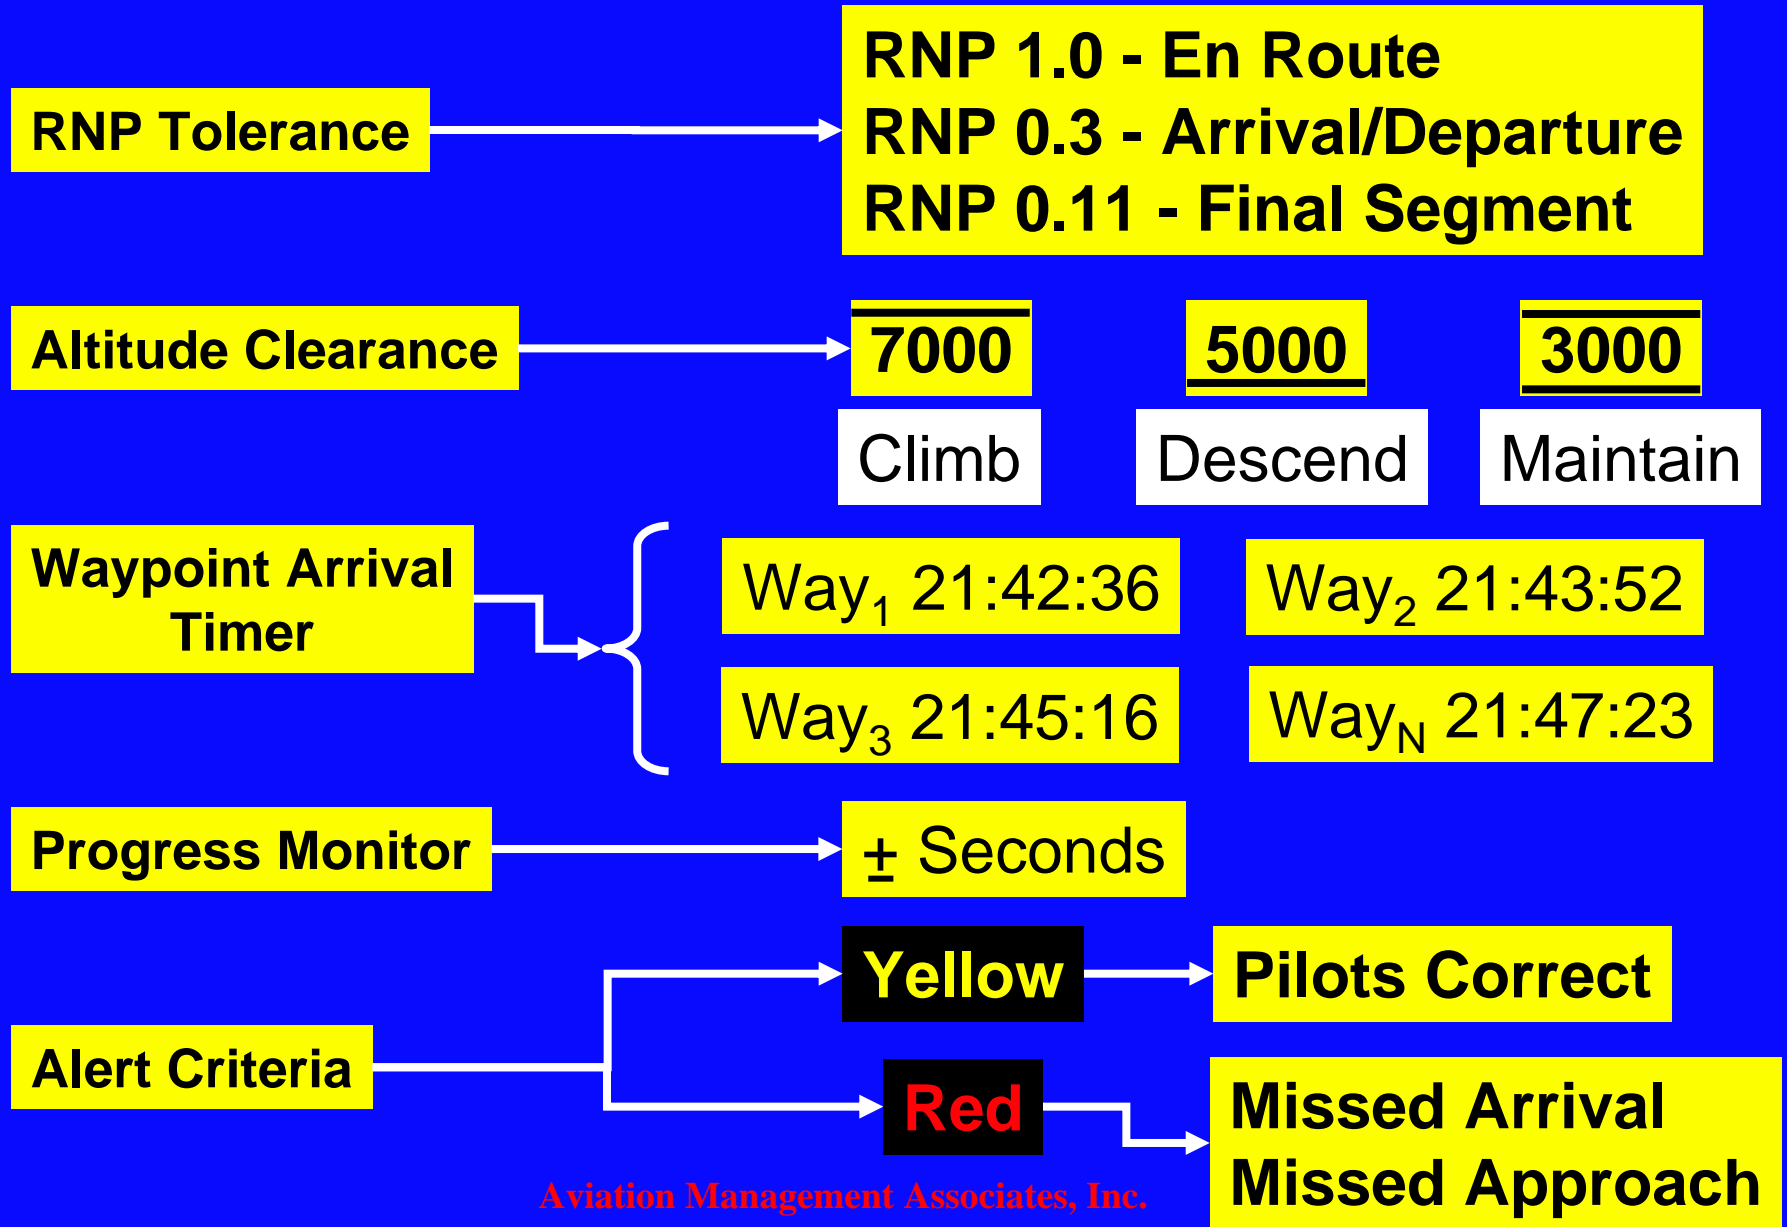 RNP Tolerance
RNP 1.0 - En Route
RNP 0.3 - Arrival/Departure
RNP 0.11 - Final Segment
Altitude Clearance
7000 5000 3000
Climb Descend Maintain
Waypoint Arrival
Timer
Way1 21:42:36 Way2 21:43:52
Way3 21:45:16 WayN 21:47:23
Progress Monitor
± Seconds
Alert Criteria
Yellow
Pilots Correct
Red
Missed Arrival
Missed Approach
Aviation Management Associates, Inc.